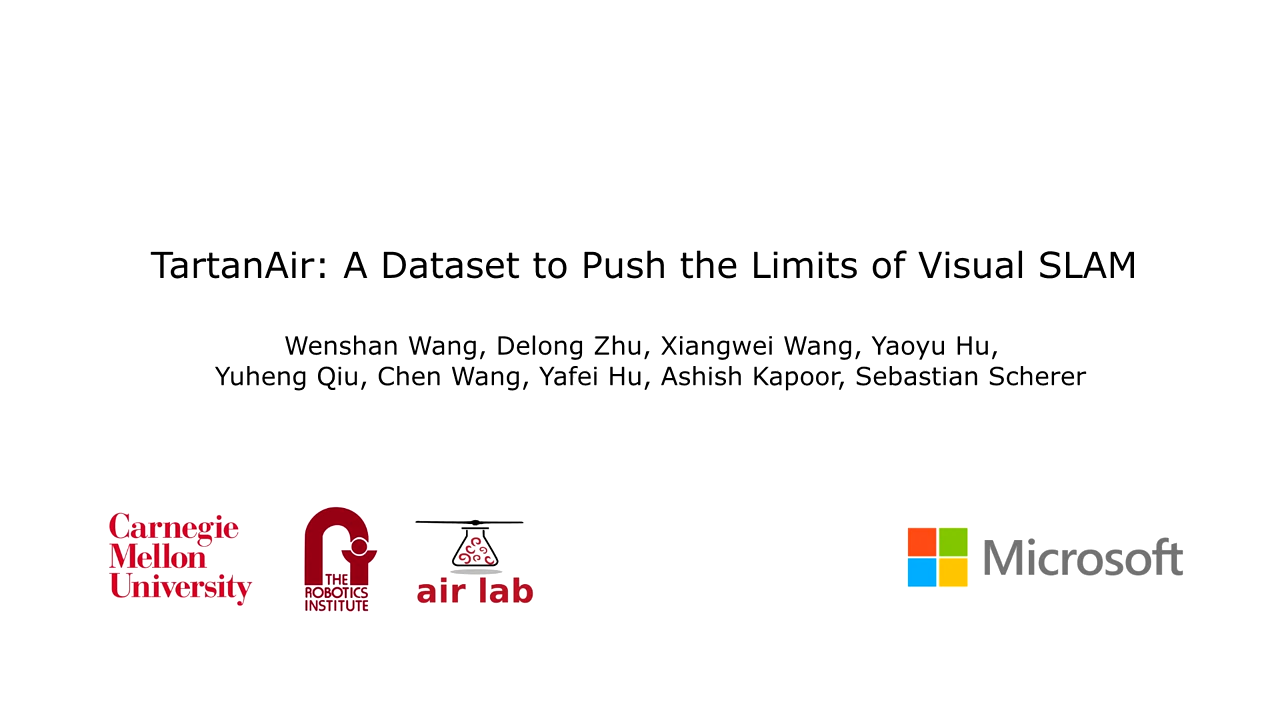 TartanAir: A Dataset to Push the Limits of Visual SLAM
Wenshan Wang, Delong Zhu, Xiangwei Wang, Yaoyu Hu,
Yuheng Qiu, Chen Wang, Yafei Hu, Ashish Kapoor, Sebastian Scherer
Carnegie
Mellon
University
THE
ROBOTICS
INSTITUTE
air lab
Microsoft